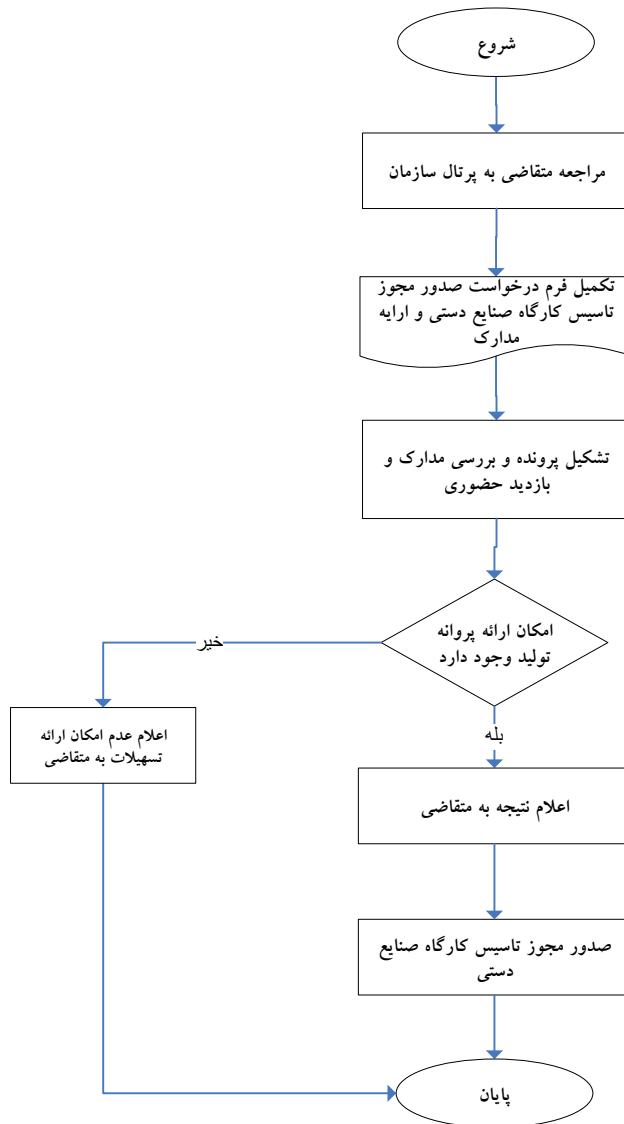 شروع
مراجعه متقاضی به پرتال سازمان
تکمیل فرم درخواست صدور مجوز
تاسیس کارگاه صنایع دستی و ارایه
مدارک
تشکیل پرونده و بررسی مدارک و
بازدید حضوری
امکان ارائه پروانه
تولید وجود دارد
خیر
بله
اعلام عدم امکان ارائه
تسهیلات به متقاضی
اعلام نتیجه به متقاضی
صدور مجوز تاسیس کارگاه صنایع
دستی
پایان